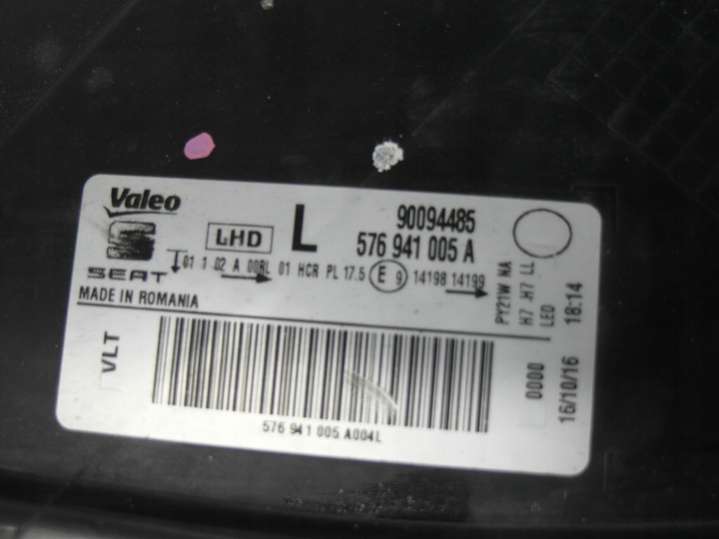 Valeo
SEAT
LHD
L
90094485
576 941 005 A
01 1 02 A 00BL 01 HCR PL 17.5 E 9 14198 14199
MADE IN ROMANIA
VLT
576 941 005 A004L
PY21W NA
H7 .H7 LL
LED
18:14
0000
16/10/16